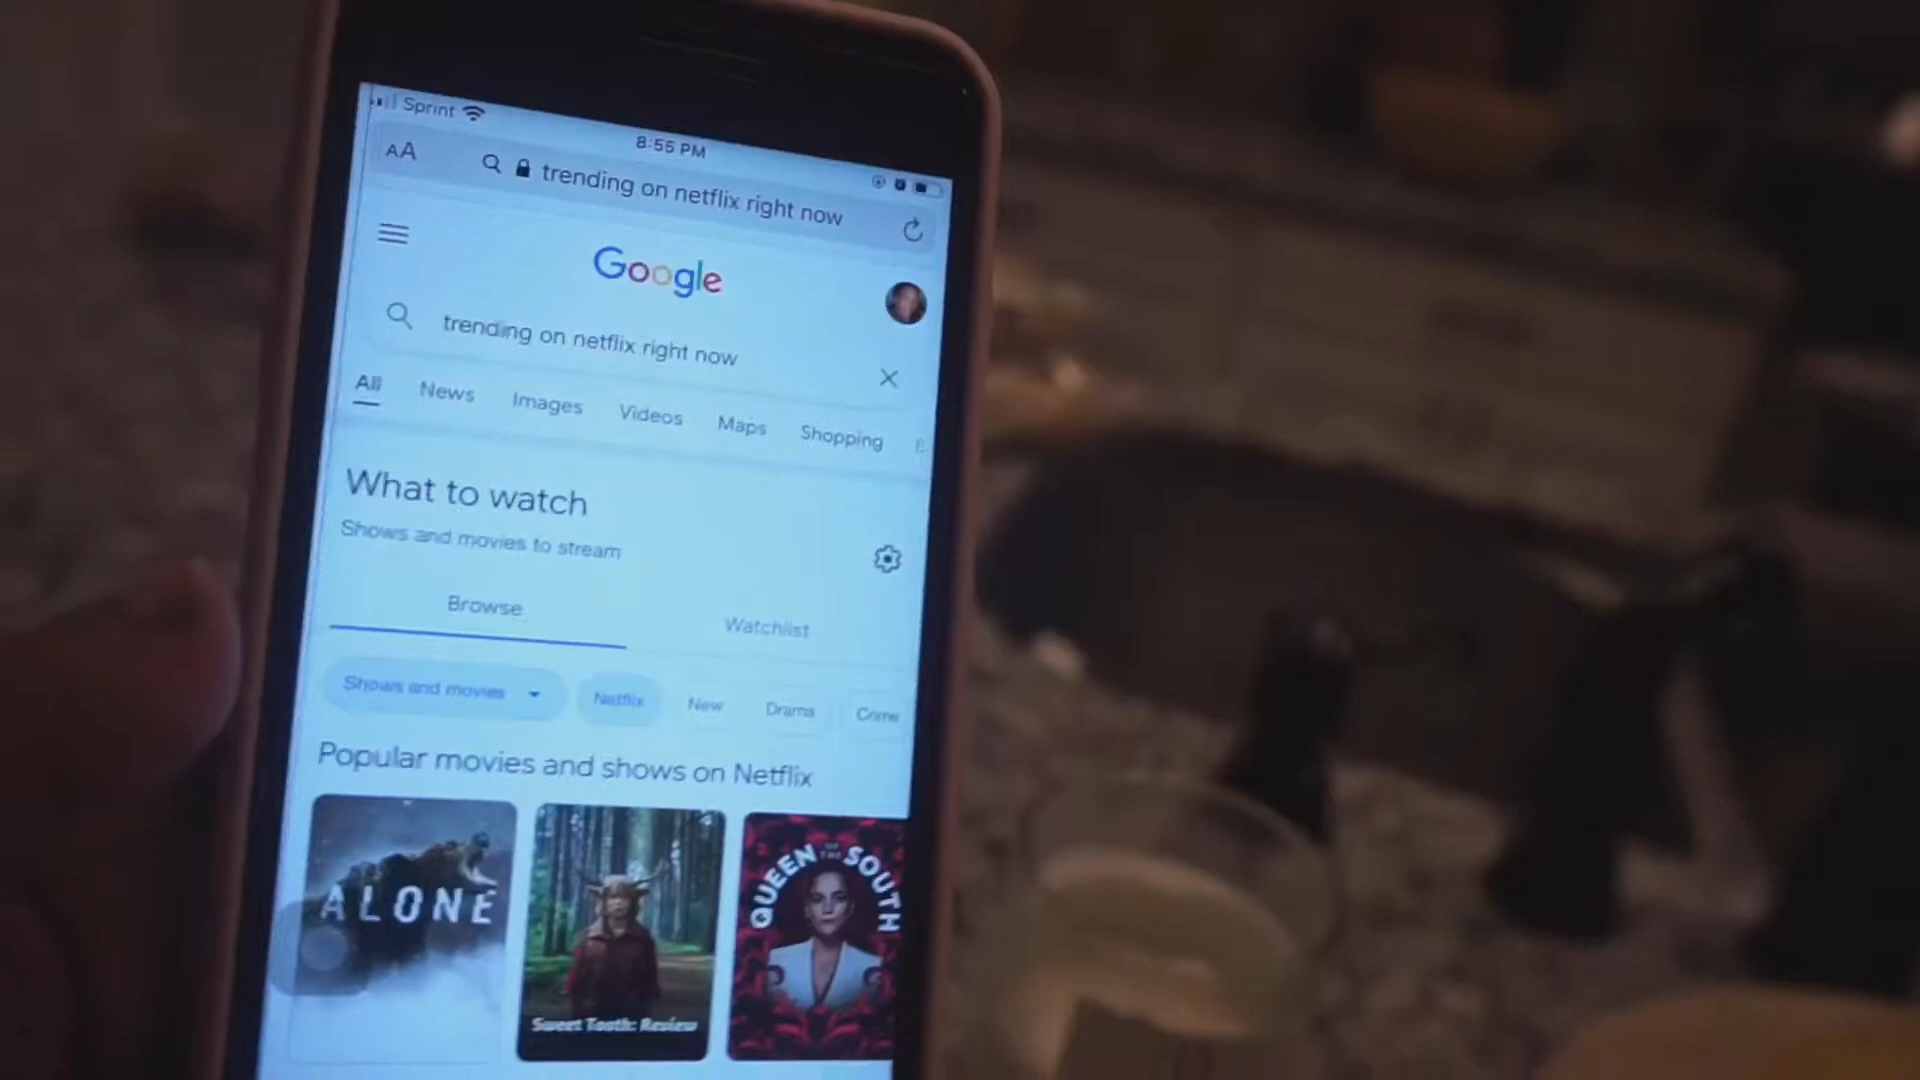 Sprint
8:55 PM
AA trending on netflix right now
Google
trending on netflix right now
All News Images Videos Maps Shopping
What to watch
Shows and movies to stream
Browse Watchlist
Shows and movies Netflix New Drama Crime
Popular movies and shows on Netflix
ALONE
Sweet Tooth: Review
QUEEN OF THE SOUTH